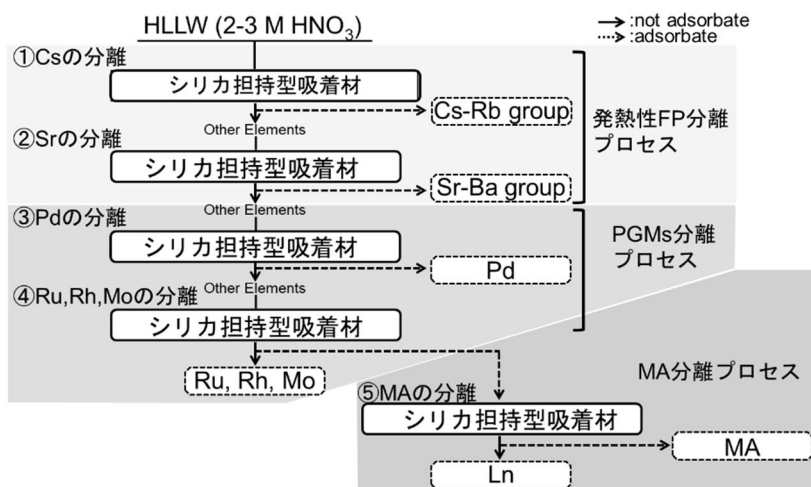 HLLW (2-3 M HNO3)
→:not adsorbate
⇢:adsorbate
①Csの分離
シリカ担持型吸着材
Cs-Rb group
発熱性FP分離
プロセス
Other Elements
②Srの分離
シリカ担持型吸着材
Sr-Ba group
Other Elements
③Pdの分離
シリカ担持型吸着材
Pd
PGMs分離
プロセス
Other Elements
④Ru,Rh,Moの分離
シリカ担持型吸着材
Ru, Rh, Mo
MA分離プロセス
⑤MAの分離
シリカ担持型吸着材
MA
Ln